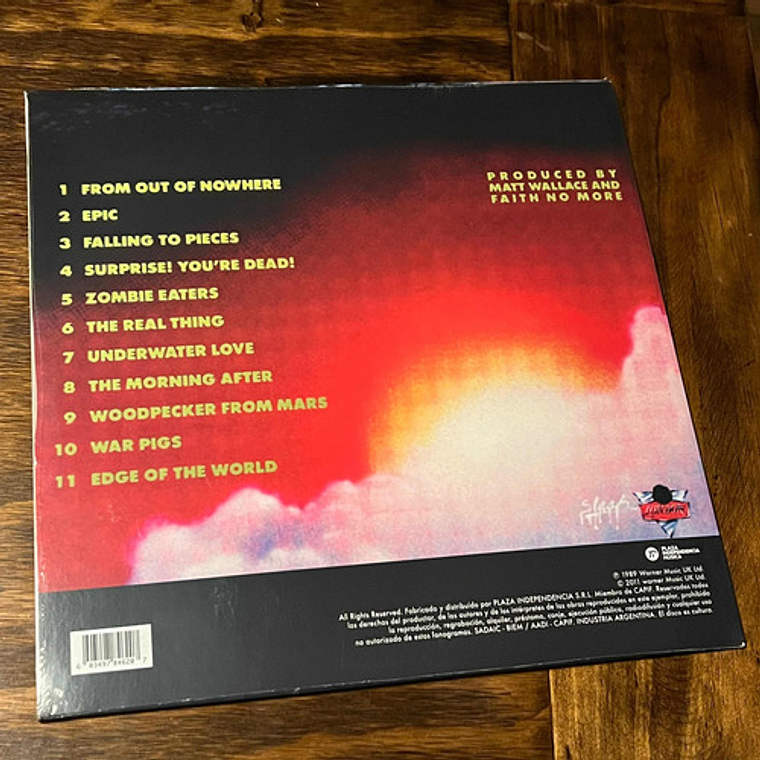 1 FROM OUT OF NOWHERE
2 EPIC
3 FALLING TO PIECES
4 SURPRISE! YOU'RE DEAD!
5 ZOMBIE EATERS
6 THE REAL THING
7 UNDERWATER LOVE
8 THE MORNING AFTER
9 WOODPECKER FROM MARS
10 WAR PIGS
11 EDGE OF THE WORLD
PRODUCED BY
MATT WALLACE AND
FAITH NO MORE
PLAZA
INDEPENDENCIA
MÚSICA
℗ 1989 Warner Music UK Ltd.
© 2011 warner Music UK Ltd.
All Rights Reserved. Fabricado y distribuido por PLAZA INDEPENDENCIA S.R.L. Miembro de CAPIF. Reservados todos
los derechos del productor, de los autores y de los intérpretes de las obras reproducidas en este ejemplar, prohibida
la reproducción, regrabación, alquiler, préstamo, canje, ejecución pública, radiodifusión y cualquier uso
no autorizado de estos fonogramas. SADAIC - BIEM / AADI - CAPIF. INDUSTRIA ARGENTINA. El disco es cultura
6 03497 84620 7